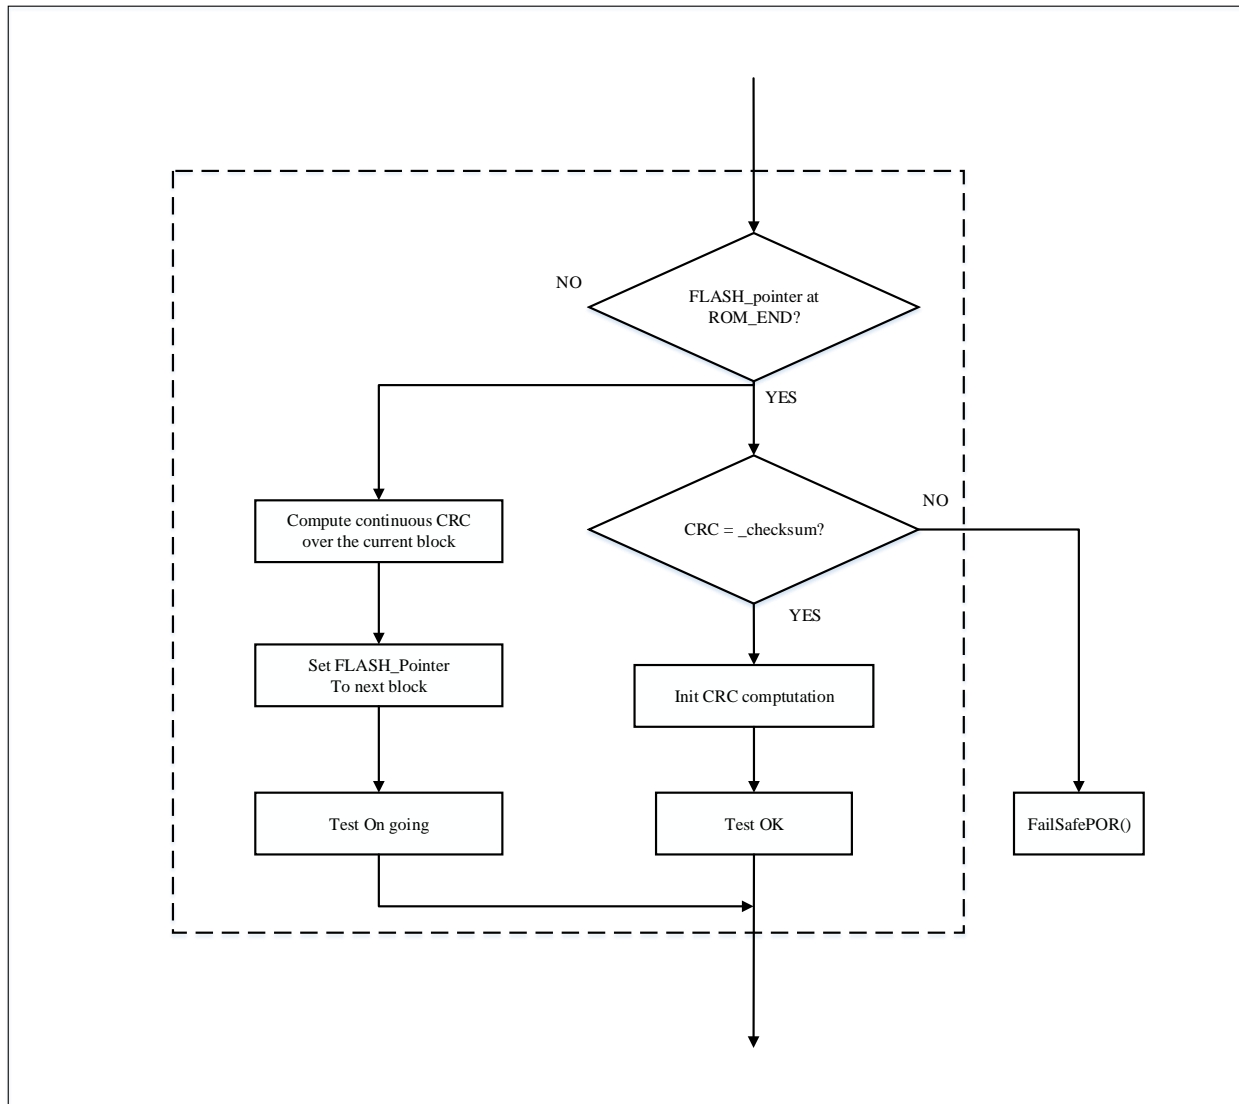 NO
FLASH_pointer at
ROM_END?
YES
Compute continuous CRC
over the current block
CRC = _checksum?
NO
YES
Set FLASH_Pointer
To next block
Init CRC comptutation
Test On going
Test OK
FailSafePOR()